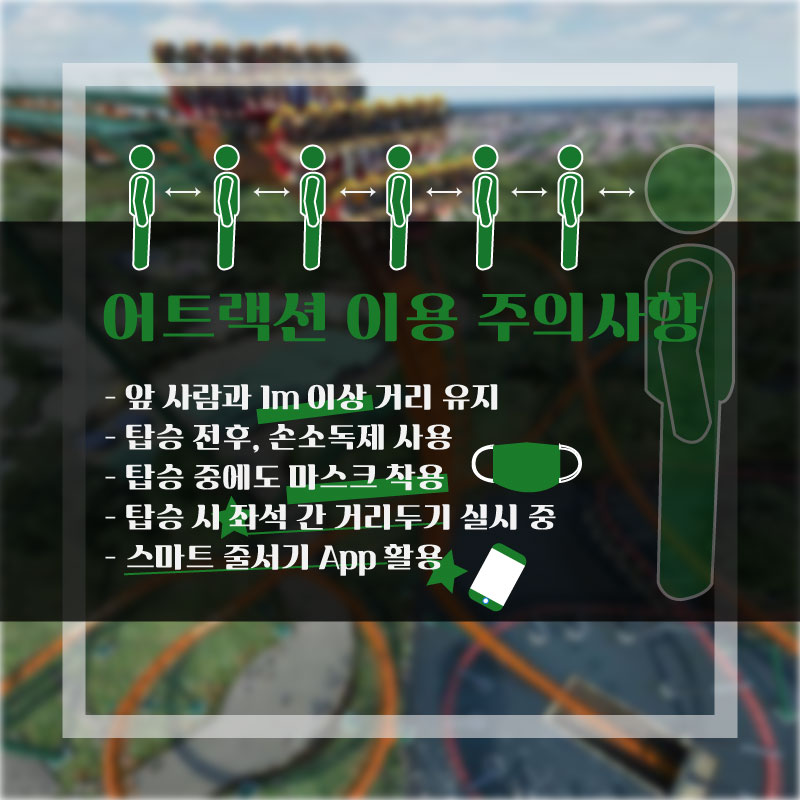 어트랙션 이용 주의사항
- 앞 사람과 1m 이상 거리 유지
- 탑승 전후, 손소독제 사용
- 탑승 중에도 마스크 착용
- 탑승 시 좌석 간 거리두기 실시 중
- 스마트 줄서기 App 활용